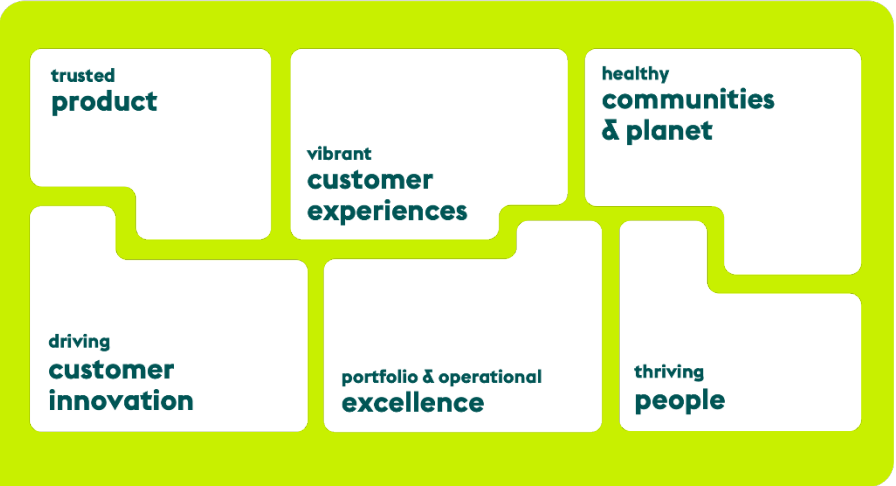 trusted
product
vibrant
customer
experiences
healthy
communities
& planet
driving
customer
innovation
portfolio & operational
excellence
thriving
people